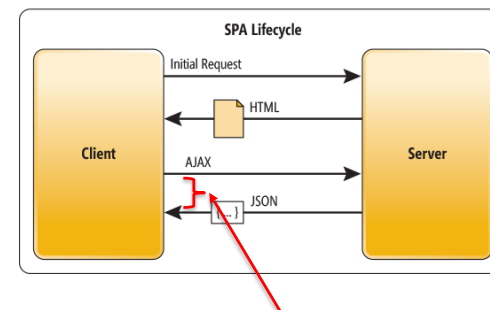 SPA Lifecycle
Initial Request
HTML
Client
Server
AJAX
JSON
{ ... }